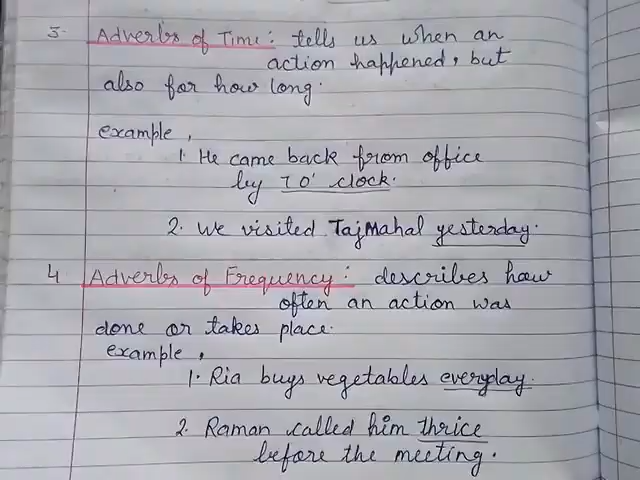 3. Adverbs of Time: tells us when an
action happened, but
also for how long.
example,
1. He came back from office
by 7 O' clock.
2. We visited TajMahal yesterday.
4 Adverbs of Frequency: describes how
often an action was
done or takes place.
example,
1. Ria buys vegetables everyday.
2. Raman called him thrice
before the meeting.